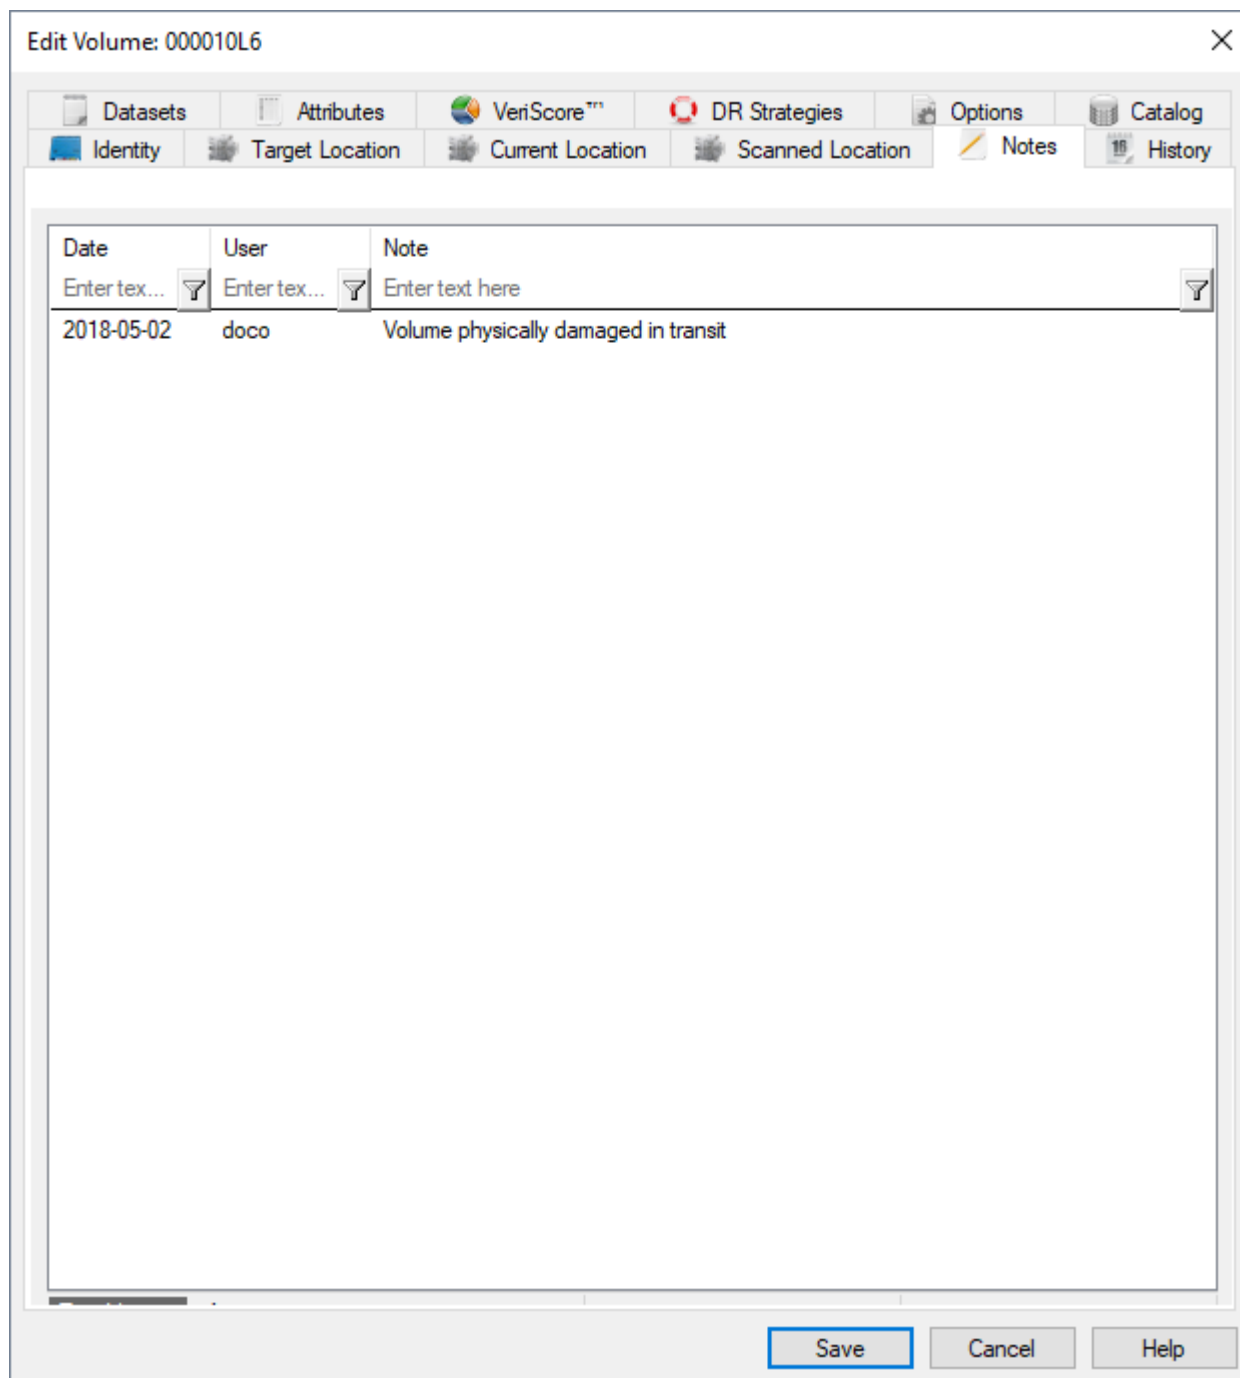 Edit Volume: 000010L6
Datasets Attributes VeriScore™ DR Strategies Options Catalog
Identity Target Location Current Location Scanned Location Notes 16 History
Date User Note
Enter tex... Enter tex... Enter text here
2018-05-02 doco Volume physically damaged in transit
Save Cancel Help